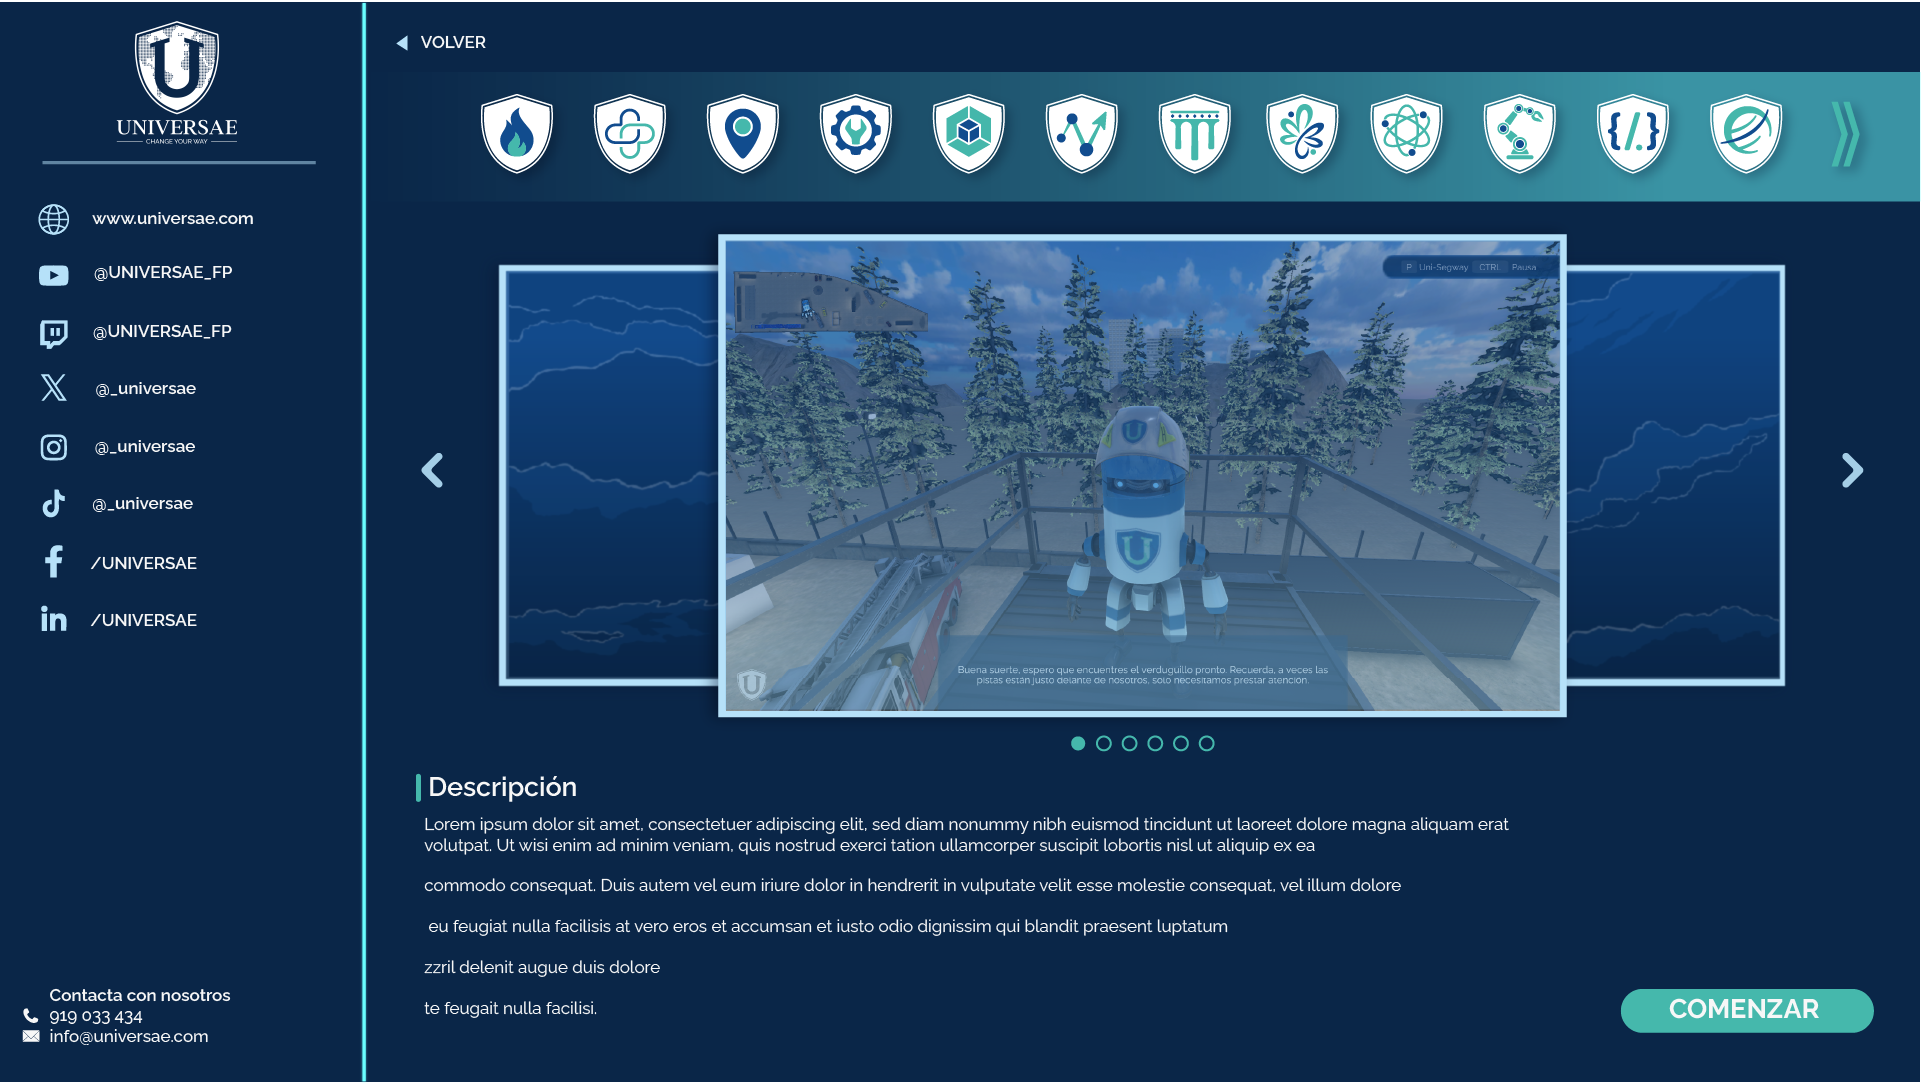 UNIVERSAE
CHANGE YOUR WAY
www.universae.com
@UNIVERSAE_FP
@UNIVERSAE_FP
@_universae
@_universae
@_universae
/UNIVERSAE
/UNIVERSAE
Contacta con nosotros
919 033 434
info@universae.com
VOLVER
P Uni-Segway CTRL Pausa
Buena suerte, espero que encuentres el verduguillo pronto. Recuerda, a veces las
pistas están justo delante de nosotros, solo necesitamos prestar atención.
Descripción
Lorem ipsum dolor sit amet, consectetuer adipiscing elit, sed diam nonummy nibh euismod tincidunt ut laoreet dolore magna aliquam erat
volutpat. Ut wisi enim ad minim veniam, quis nostrud exerci tation ullamcorper suscipit lobortis nisl ut aliquip ex ea
commodo consequat. Duis autem vel eum iriure dolor in hendrerit in vulputate velit esse molestie consequat, vel illum dolore
eu feugiat nulla facilisis at vero eros et accumsan et iusto odio dignissim qui blandit praesent luptatum
zzril delenit augue duis dolore
te feugait nulla facilisi.
COMENZAR